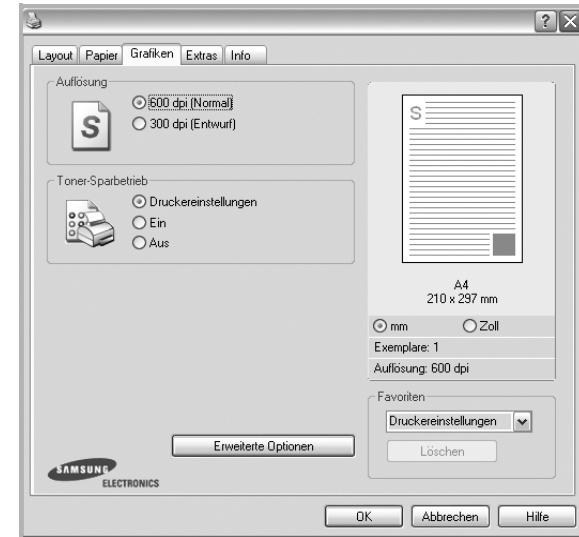 ?
X
Layout Papier Grafiken Extras Info
Auflösung
600 dpi (Normal)
300 dpi (Entwurf)
S
Toner-Sparbetrieb
Druckereinstellungen
Ein
Aus
S
A4
210 x 297 mm
mm Zoll
Exemplare: 1
Auflösung: 600 dpi
Favoriten
Druckereinstellungen
Löschen
Erweiterte Optionen
SAMSUNG
ELECTRONICS
OK Abbrechen Hilfe